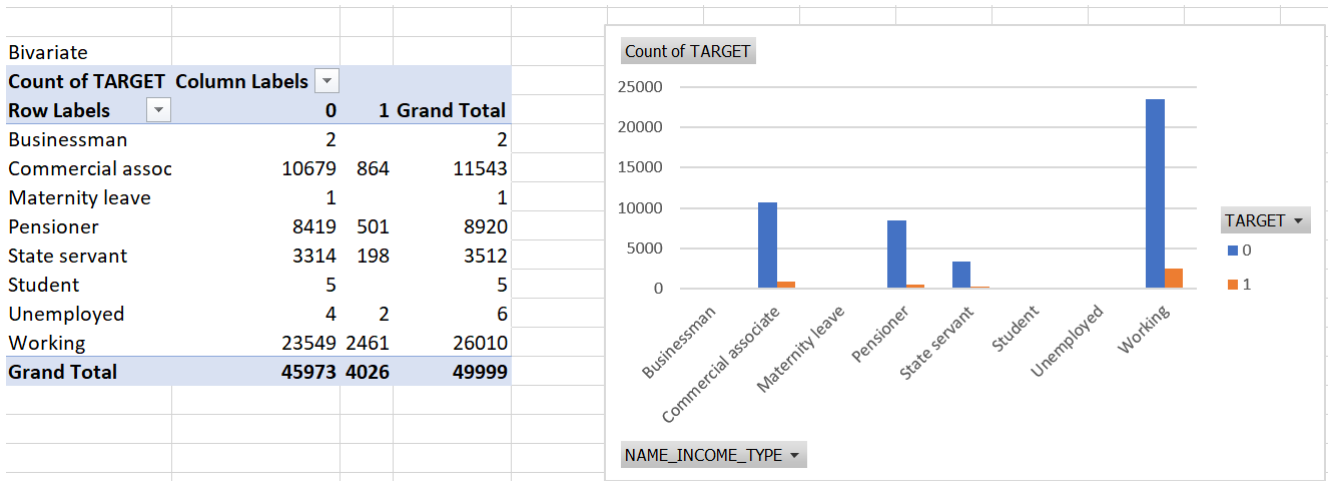 Bivariate
Count of TARGET Column Labels
Row Labels 0 1 Grand Total
Businessman 2 2
Commercial assoc 10679 864 11543
Maternity leave 1 1
Pensioner 8419 501 8920
State servant 3314 198 3512
Student 5 5
Unemployed 4 2 6
Working 23549 2461 26010
Grand Total 45973 4026 49999
Count of TARGET
25000
20000
15000
10000
5000
0
Businessman
Commercial associate
Maternity leave
Pensioner
State servant
Student
Unemployed
Working
TARGET
0
1
NAME_INCOME_TYPE